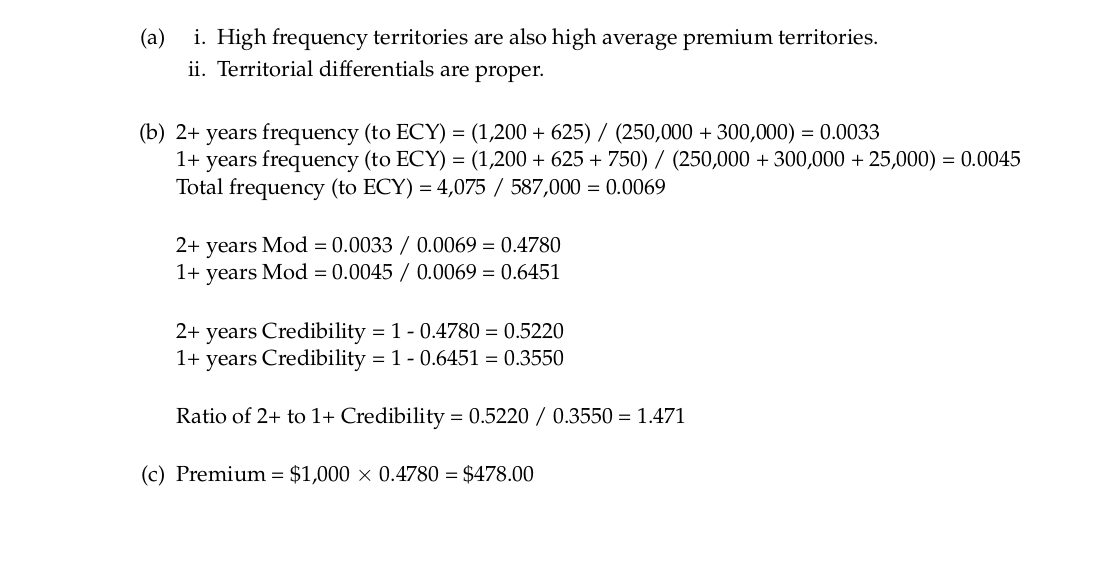 (a) i. High frequency territories are also high average premium territories.
ii. Territorial differentials are proper.
(b) 2+ years frequency (to ECY) = (1,200 + 625) / (250,000 + 300,000) = 0.0033
1+ years frequency (to ECY) = (1,200 + 625 + 750) / (250,000 + 300,000 + 25,000) = 0.0045
Total frequency (to ECY) = 4,075 / 587,000 = 0.0069
2+ years Mod = 0.0033 / 0.0069 = 0.4780
1+ years Mod = 0.0045 / 0.0069 = 0.6451
2+ years Credibility = 1 - 0.4780 = 0.5220
1+ years Credibility = 1 - 0.6451 = 0.3550
Ratio of 2+ to 1+ Credibility = 0.5220 / 0.3550 = 1.471
(c) Premium = $1,000 × 0.4780 = $478.00